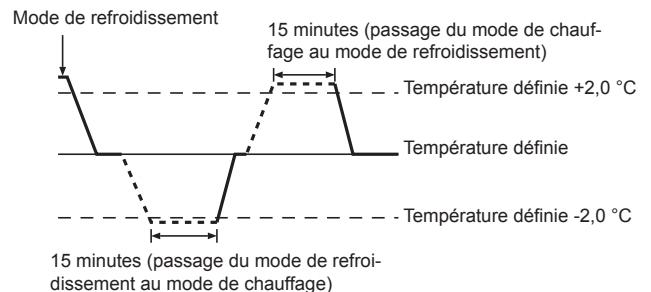 Mode de refroidissement
15 minutes (passage du mode de chauf-
fage au mode de refroidissement)
Température définie +2,0 °C
Température définie
Température définie -2,0 °C
15 minutes (passage du mode de refroi-
dissement au mode de chauffage)